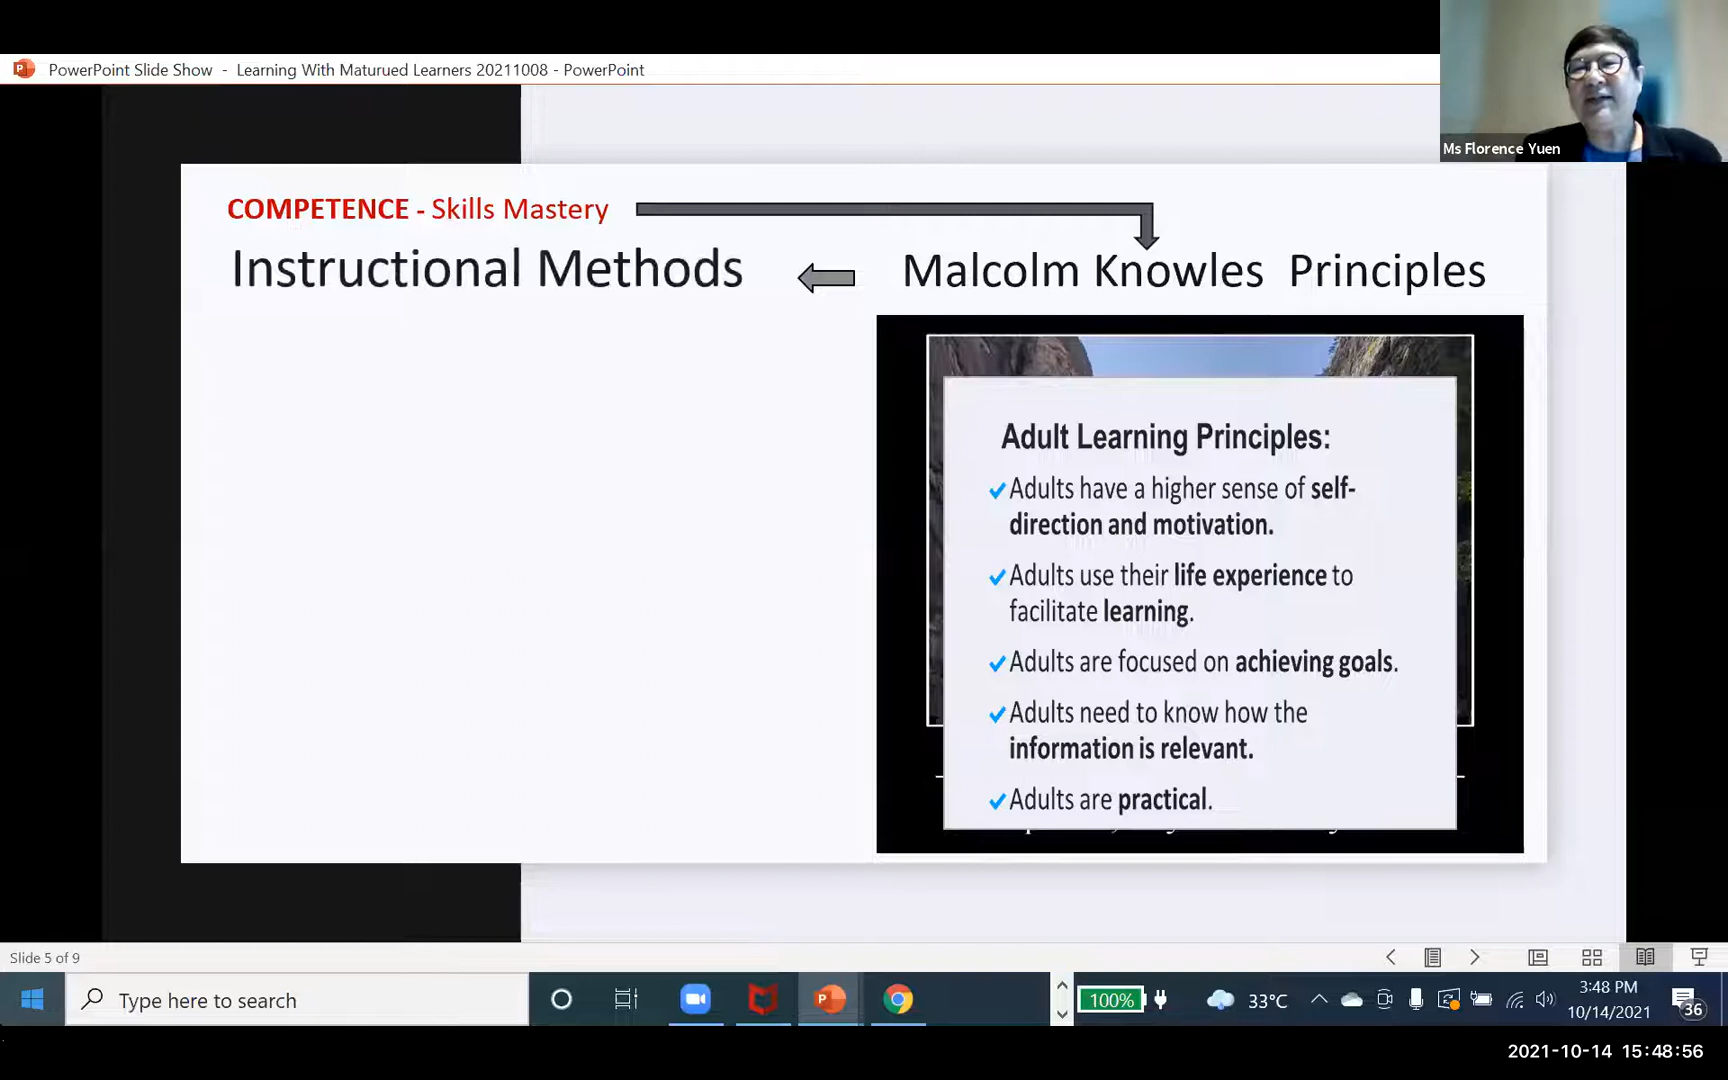 PowerPoint Slide Show - Learning With Maturued Learners 20211008 - PowerPoint
Ms Florence Yuen
COMPETENCE - Skills Mastery
Instructional Methods
Malcolm Knowles Principles
Adult Learning Principles:
Adults have a higher sense of self-
direction and motivation.
Adults use their life experience to
facilitate learning.
Adults are focused on achieving goals.
Adults need to know how the
information is relevant.
Adults are practical.
Slide 5 of 9
Type here to search
100%
33°C
3:48 PM
10/14/2021
36
2021-10-14 15:48:56